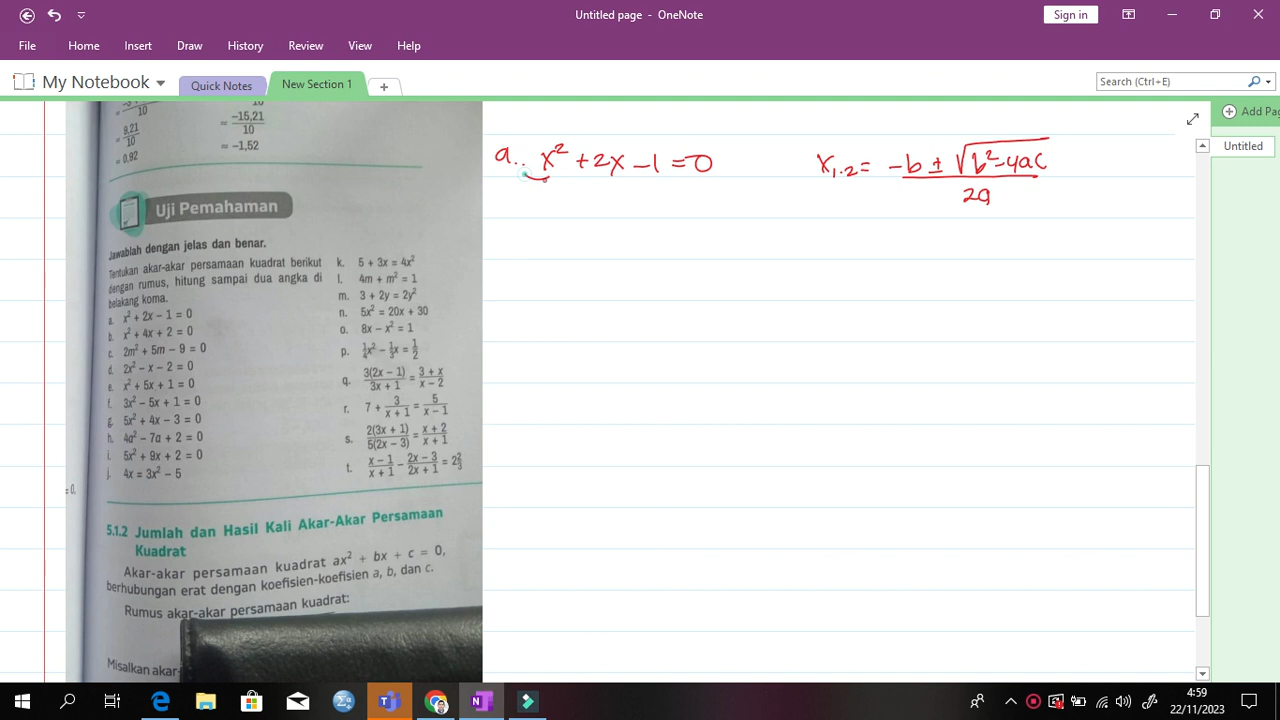 Untitled page - OneNote
Sign in
File Home Insert Draw History Review View Help
My Notebook Quick Notes New Section 1
Search (Ctrl+E)
Add Pag
Untitled
10
= 8,21/10
= 0,92
= -15,21/10
= -1,52
a.. x² + 2x - 1 = 0
x₁.₂ = -b ± √b² - 4ac / 2a
Uji Pemahaman
Jawablah dengan jelas dan benar.
Tentukan akar-akar persamaan kuadrat berikut
dengan rumus, hitung sampai dua angka di
belakang koma.
a. x² + 2x - 1 = 0
b. x² + 4x + 2 = 0
c. 2m² + 5m - 9 = 0
d. 2x² - x - 2 = 0
e. x² + 5x + 1 = 0
f. 3x² - 5x + 1 = 0
g. 5x² + 4x - 3 = 0
h. 4a² - 7a + 2 = 0
i. 5x² + 9x + 2 = 0
j. 4x = 3x² - 5
k. 5 + 3x = 4x²
l. 4m + m² = 1
m. 3 + 2y = 2y²
n. 5x² = 20x + 30
o. 8x - x² = 1
p. 1/4x² - 1/3x = 1/2
q. 3(2x - 1)/3x + 1 = 3 + x/x - 2
r. 7 + 3/x + 1 = 5/x - 1
s. 2(3x + 1)/5(2x - 3) = x + 2/x + 1
t. x - 1/x + 1 - 2x - 3/2x + 1 = 2 2/3
= 0,
5.1.2 Jumlah dan Hasil Kali Akar-Akar Persamaan
Kuadrat
Akar-akar persamaan kuadrat ax² + bx + c = 0,
berhubungan erat dengan koefisien-koefisien a, b, dan c.
Rumus akar-akar persamaan kuadrat:
Misalkan akar-
4:59
22/11/2023